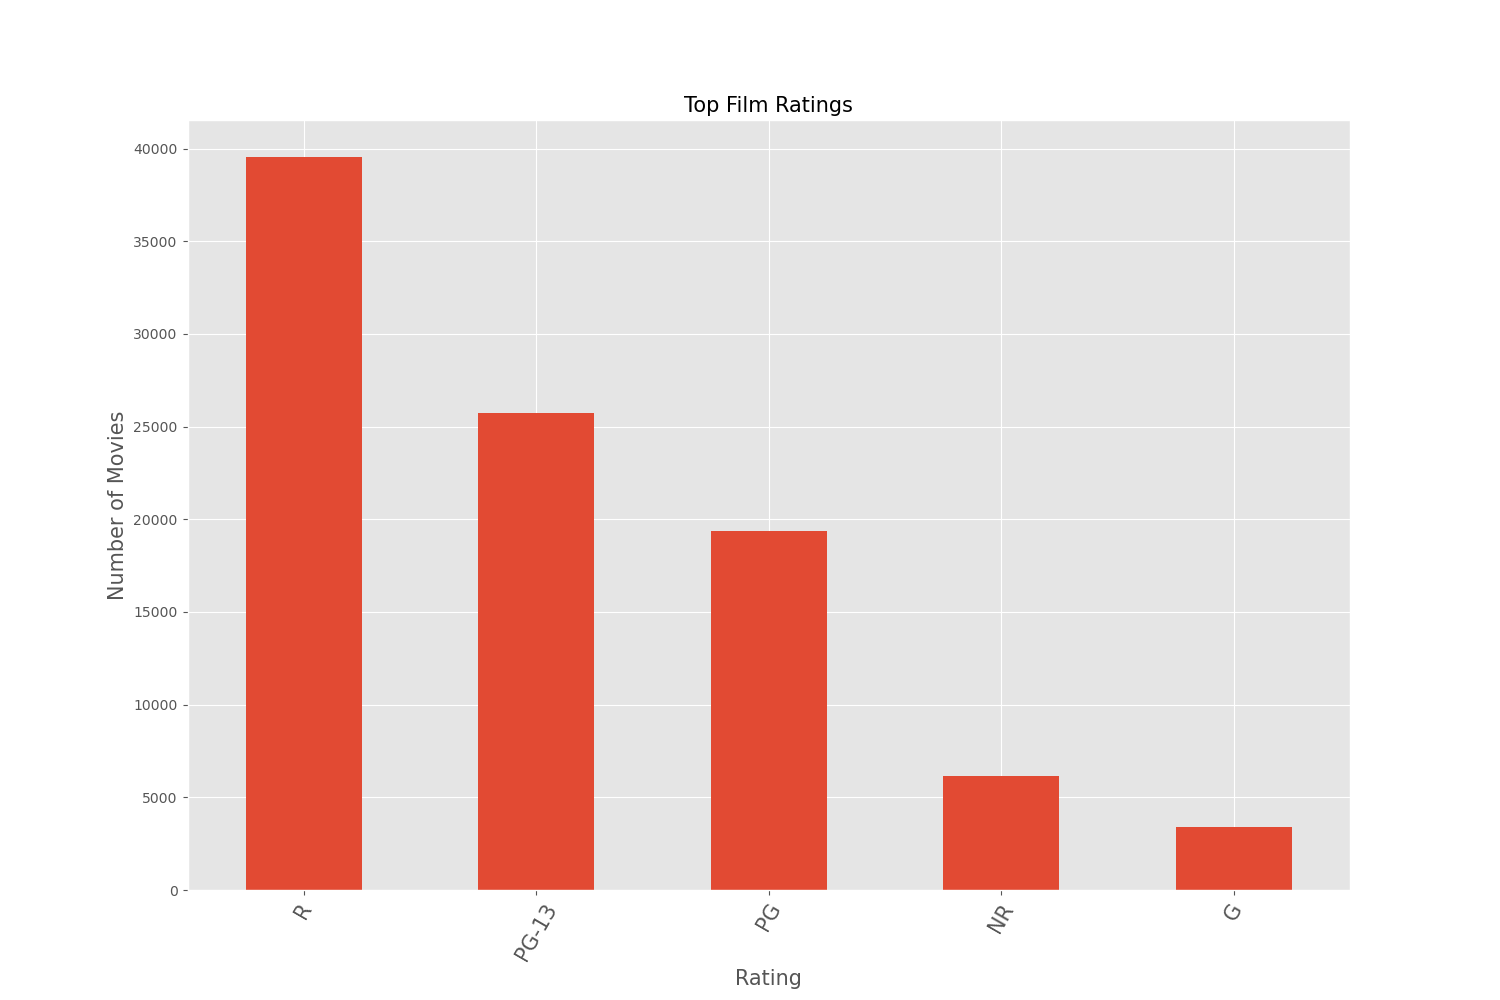 Top Film Ratings
40000
35000
30000
25000
20000
15000
10000
5000
0
Number of Movies
R
PG-13
PG
NR
G
Rating